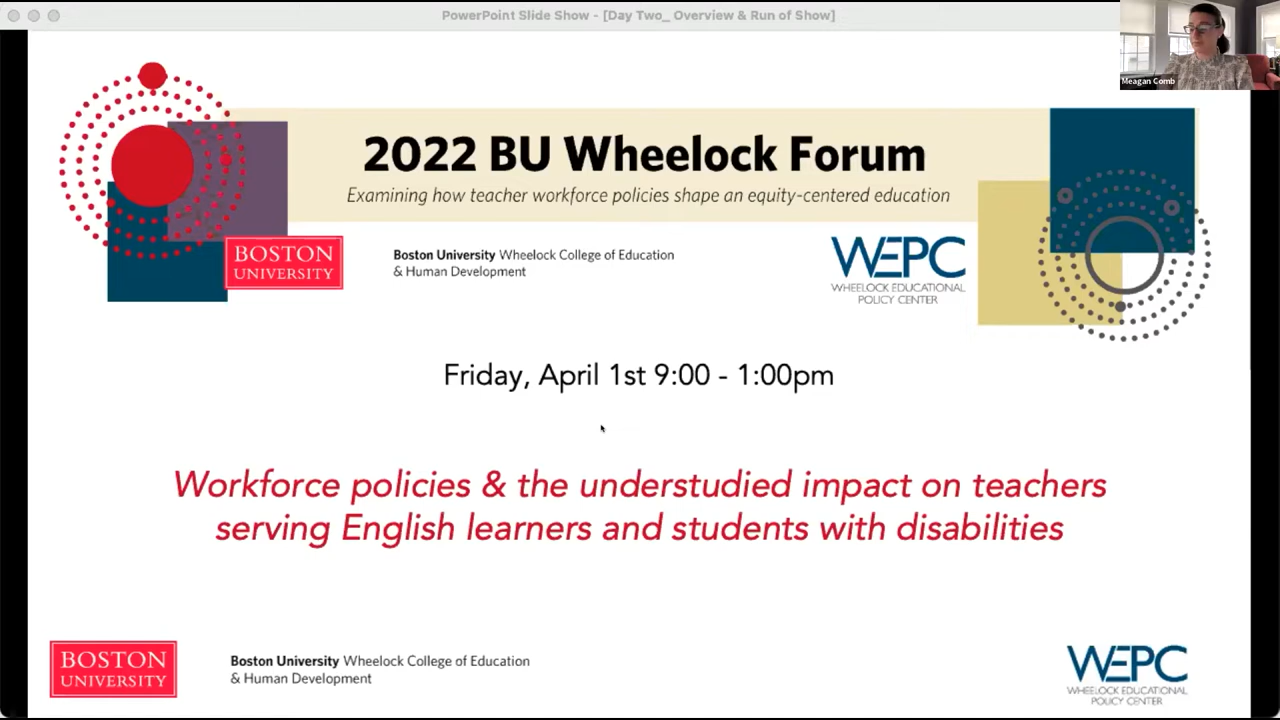 PowerPoint Slide Show - [Day Two_ Overview & Run of Show]
Meagan Comb
2022 BU Wheelock Forum
Examining how teacher workforce policies shape an equity-centered education
BOSTON
UNIVERSITY
Boston University Wheelock College of Education
& Human Development
WEPC
WHEELOCK EDUCATIONAL
POLICY CENTER
Friday, April 1st 9:00 - 1:00pm
Workforce policies & the understudied impact on teachers
serving English learners and students with disabilities
BOSTON
UNIVERSITY
Boston University Wheelock College of Education
& Human Development
WEPC
WHEELOCK EDUCATIONAL
POLICY CENTER